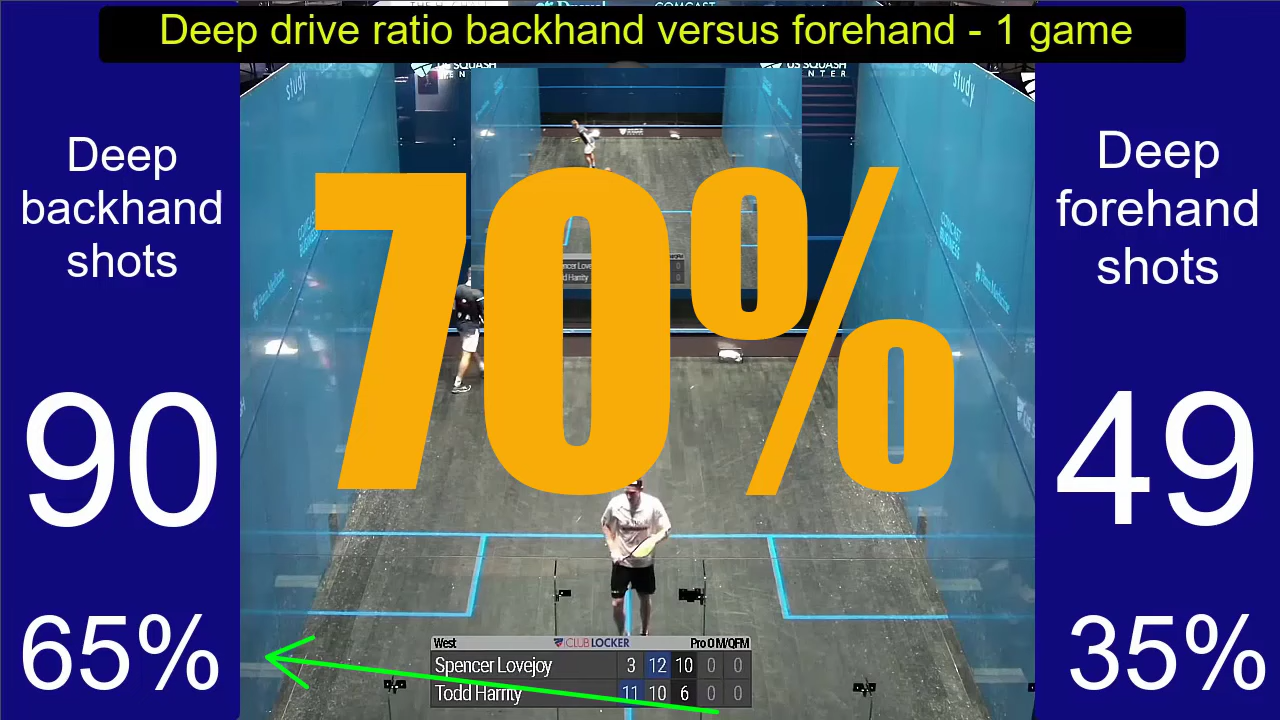 Deep drive ratio backhand versus forehand - 1 game
study
US SQUASH
study
Deep
backhand
shots
Deep
forehand
shots
70%
90
49
65%
35%
West CLUBLOCKER Pro 0 M/QFM
Spencer Lovejoy 3 12 10 0 0
Todd Harrity 11 10 6 0 0